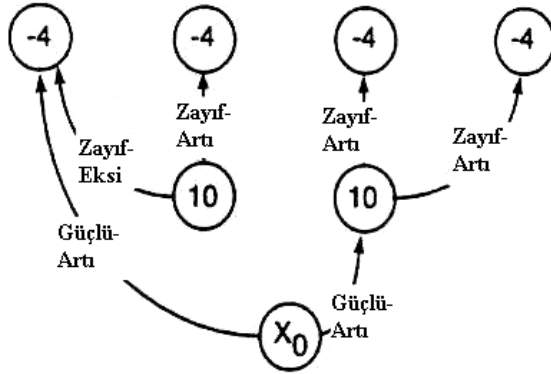 -4 -4 -4 -4
Zayıf-
Artı
Zayıf-
Artı
Zayıf-
Artı
Zayıf-
Eksi
10 10
Güçlü-
Artı
Güçlü-
Artı
X0